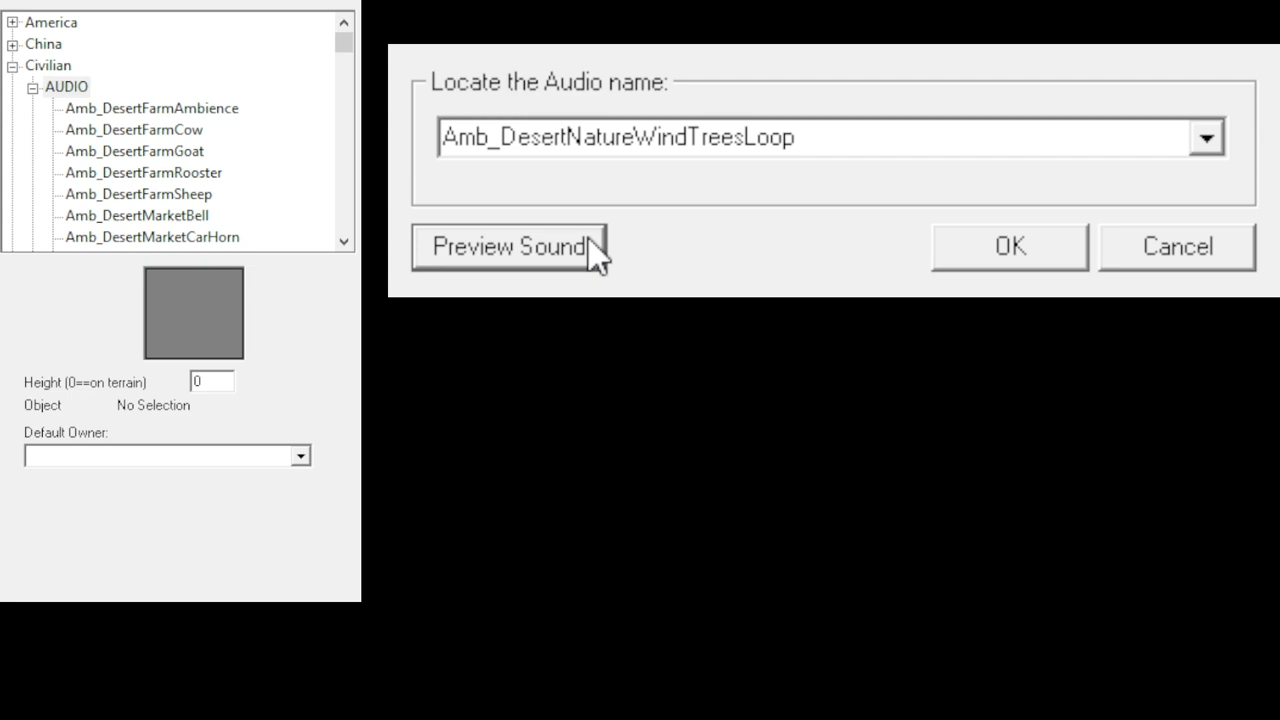 America
China
Civilian
AUDIO
Amb_DesertFarmAmbience
Amb_DesertFarmCow
Amb_DesertFarmGoat
Amb_DesertFarmRooster
Amb_DesertFarmSheep
Amb_DesertMarketBell
Amb_DesertMarketCarHorn
Height (0==on terrain) 0
Object No Selection
Default Owner:
Locate the Audio name:
Amb_DesertNatureWindTreesLoop
Preview Sound OK Cancel